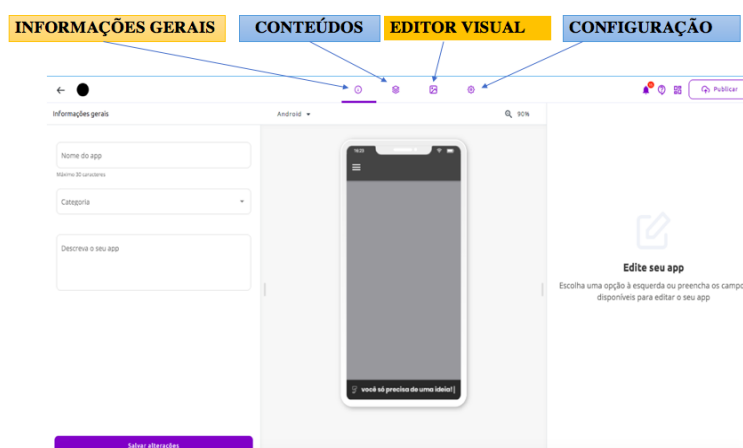 INFORMAÇÕES GERAIS CONTEÚDOS EDITOR VISUAL CONFIGURAÇÃO
Publicar
Informações gerais Android 90%
Nome do app
Máximo 30 caracteres
Categoria
Descreva o seu app
Edite seu app
Escolha uma opção à esquerda ou preencha os campo
disponíveis para editar o seu app
você só precisa de uma ideia!
Salvar alterações